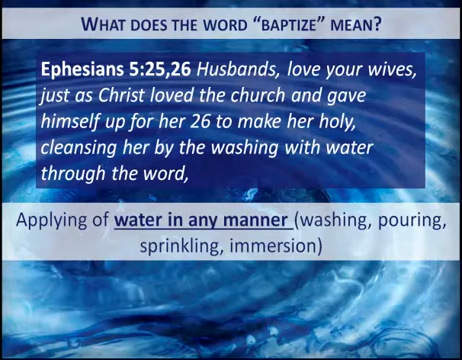 WHAT DOES THE WORD “BAPTIZE” MEAN?
Ephesians 5:25,26 Husbands, love your wives,
just as Christ loved the church and gave
himself up for her 26 to make her holy,
cleansing her by the washing with water
through the word,
Applying of water in any manner (washing, pouring,
sprinkling, immersion)